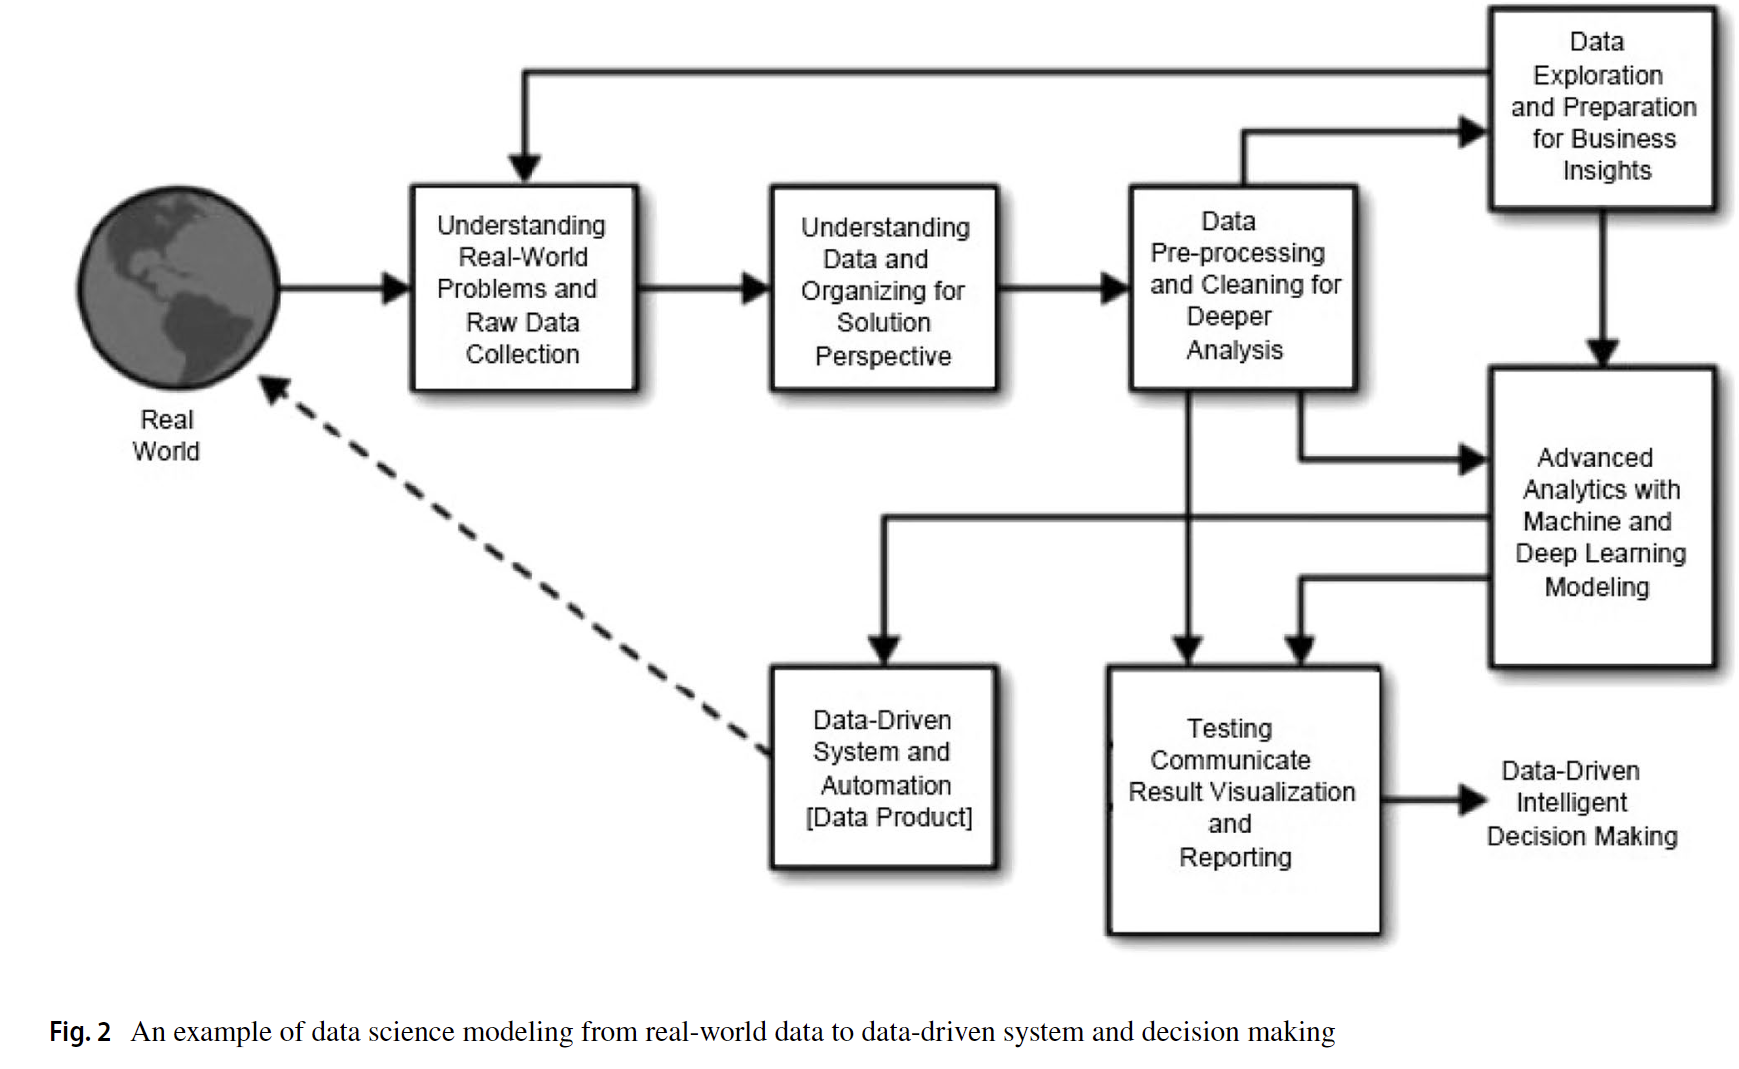 Data
Exploration
and Preparation
for Business
Insights
Understanding
Real-World
Problems and
Raw Data
Collection
Understanding
Data and
Organizing for
Solution
Perspective
Data
Pre-processing
and Cleaning for
Deeper
Analysis
Real
World
Advanced
Analytics with
Machine and
Deep Learning
Modeling
Data-Driven
System and
Automation
[Data Product]
Testing
Communicate
Result Visualization
and
Reporting
Data-Driven
Intelligent
Decision Making
Fig. 2 An example of data science modeling from real-world data to data-driven system and decision making